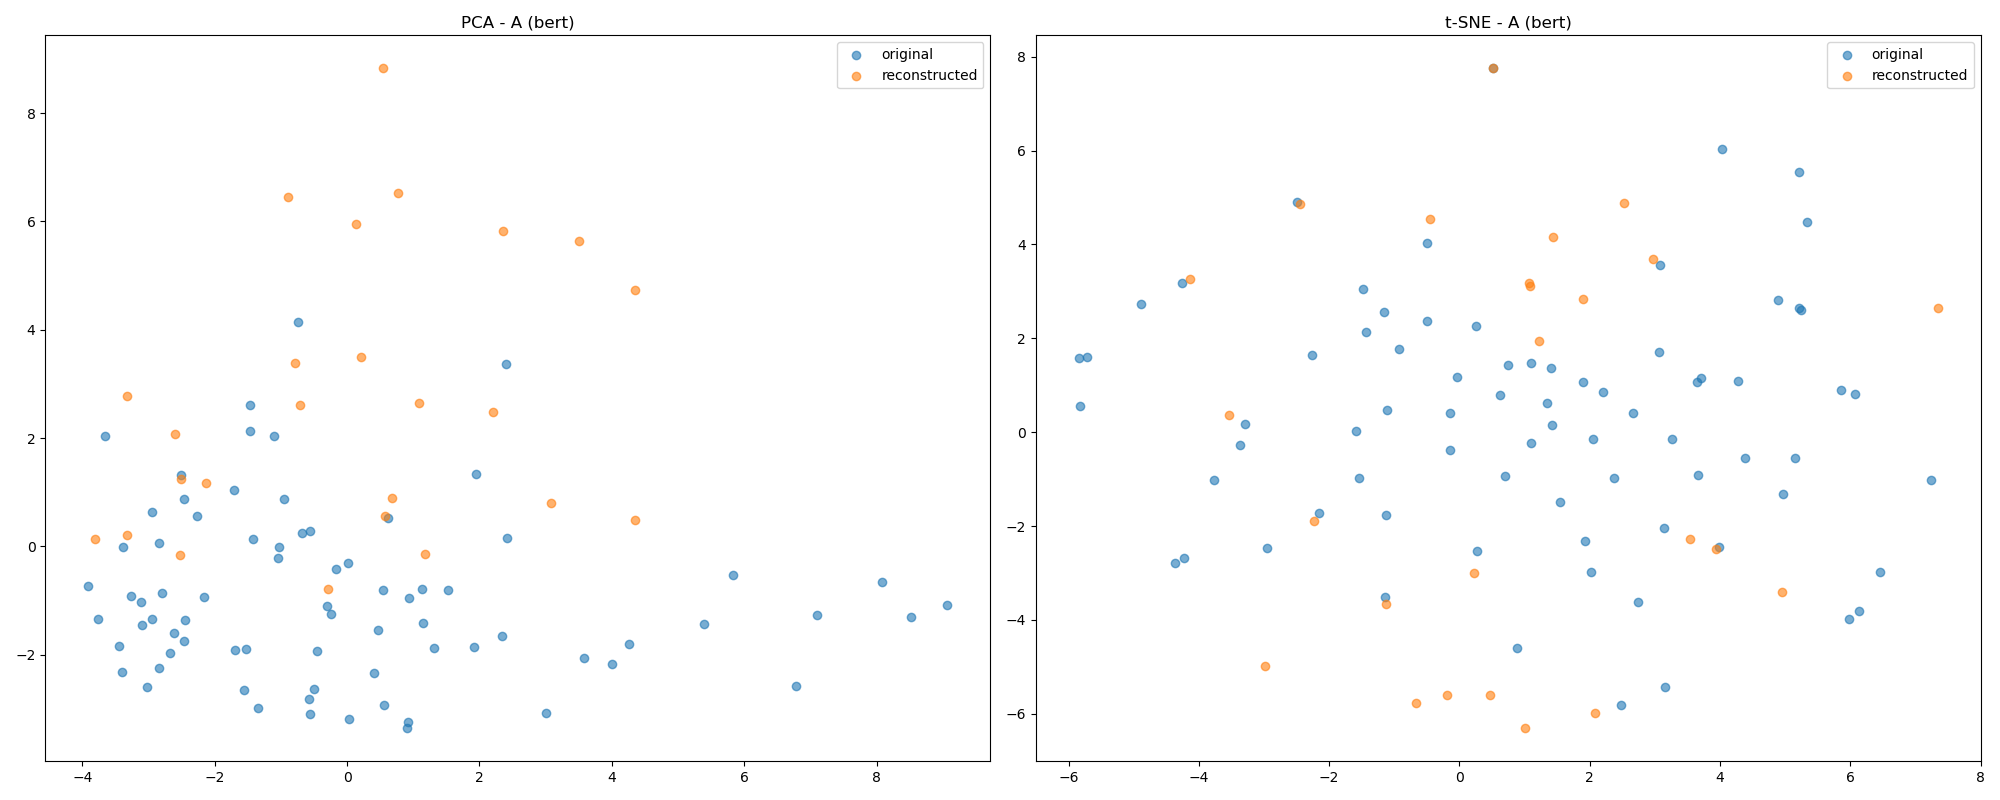 PCA - A (bert)
original
reconstructed
8
6
4
2
0
−2
−4 −2 0 2 4 6 8
t-SNE - A (bert)
original
reconstructed
8
6
4
2
0
−2
−4
−6
−6 −4 −2 0 2 4 6 8